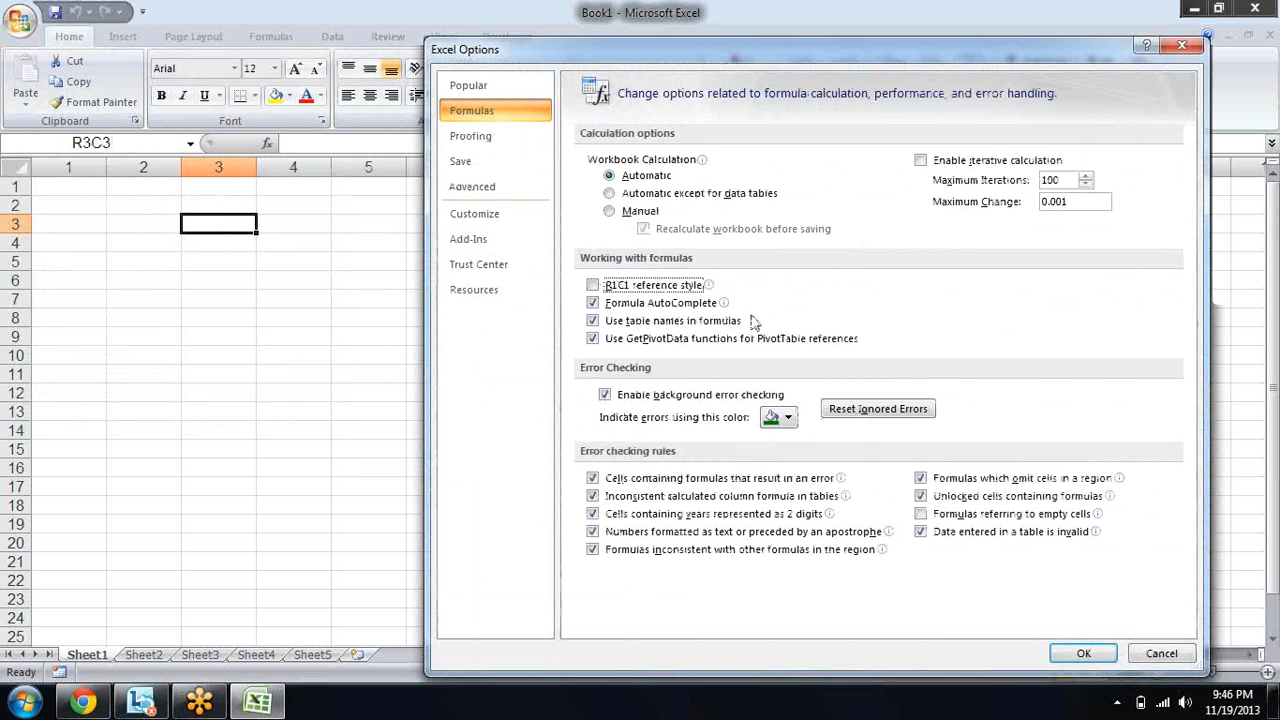 Book1 - Microsoft Excel
Home Insert Page Layout Formulas Data Review
Excel Options
Paste
Cut
Copy
Format Painter
Clipboard
Arial 12
B I U
Font
R3C3
fx
1 2 3 4 5
1
2
3
4
5
6
7
8
9
10
11
12
13
14
15
16
17
18
19
20
21
22
23
24
25
Popular
Formulas
Proofing
Save
Advanced
Customize
Add-Ins
Trust Center
Resources
Change options related to formula calculation, performance, and error handling.
Calculation options
Workbook Calculation
Automatic
Automatic except for data tables
Manual
Recalculate workbook before saving
Enable iterative calculation
Maximum Iterations: 100
Maximum Change: 0.001
Working with formulas
R1C1 reference style
Formula AutoComplete
Use table names in formulas
Use GetPivotData functions for PivotTable references
Error Checking
Enable background error checking
Indicate errors using this color:
Reset Ignored Errors
Error checking rules
Cells containing formulas that result in an error
Inconsistent calculated column formula in tables
Cells containing years represented as 2 digits
Numbers formatted as text or preceded by an apostrophe
Formulas inconsistent with other formulas in the region
Formulas which omit cells in a region
Unlocked cells containing formulas
Formulas referring to empty cells
Data entered in a table is invalid
OK Cancel
Sheet1 Sheet2 Sheet3 Sheet4 Sheet5
Ready
9:46 PM
11/19/2013